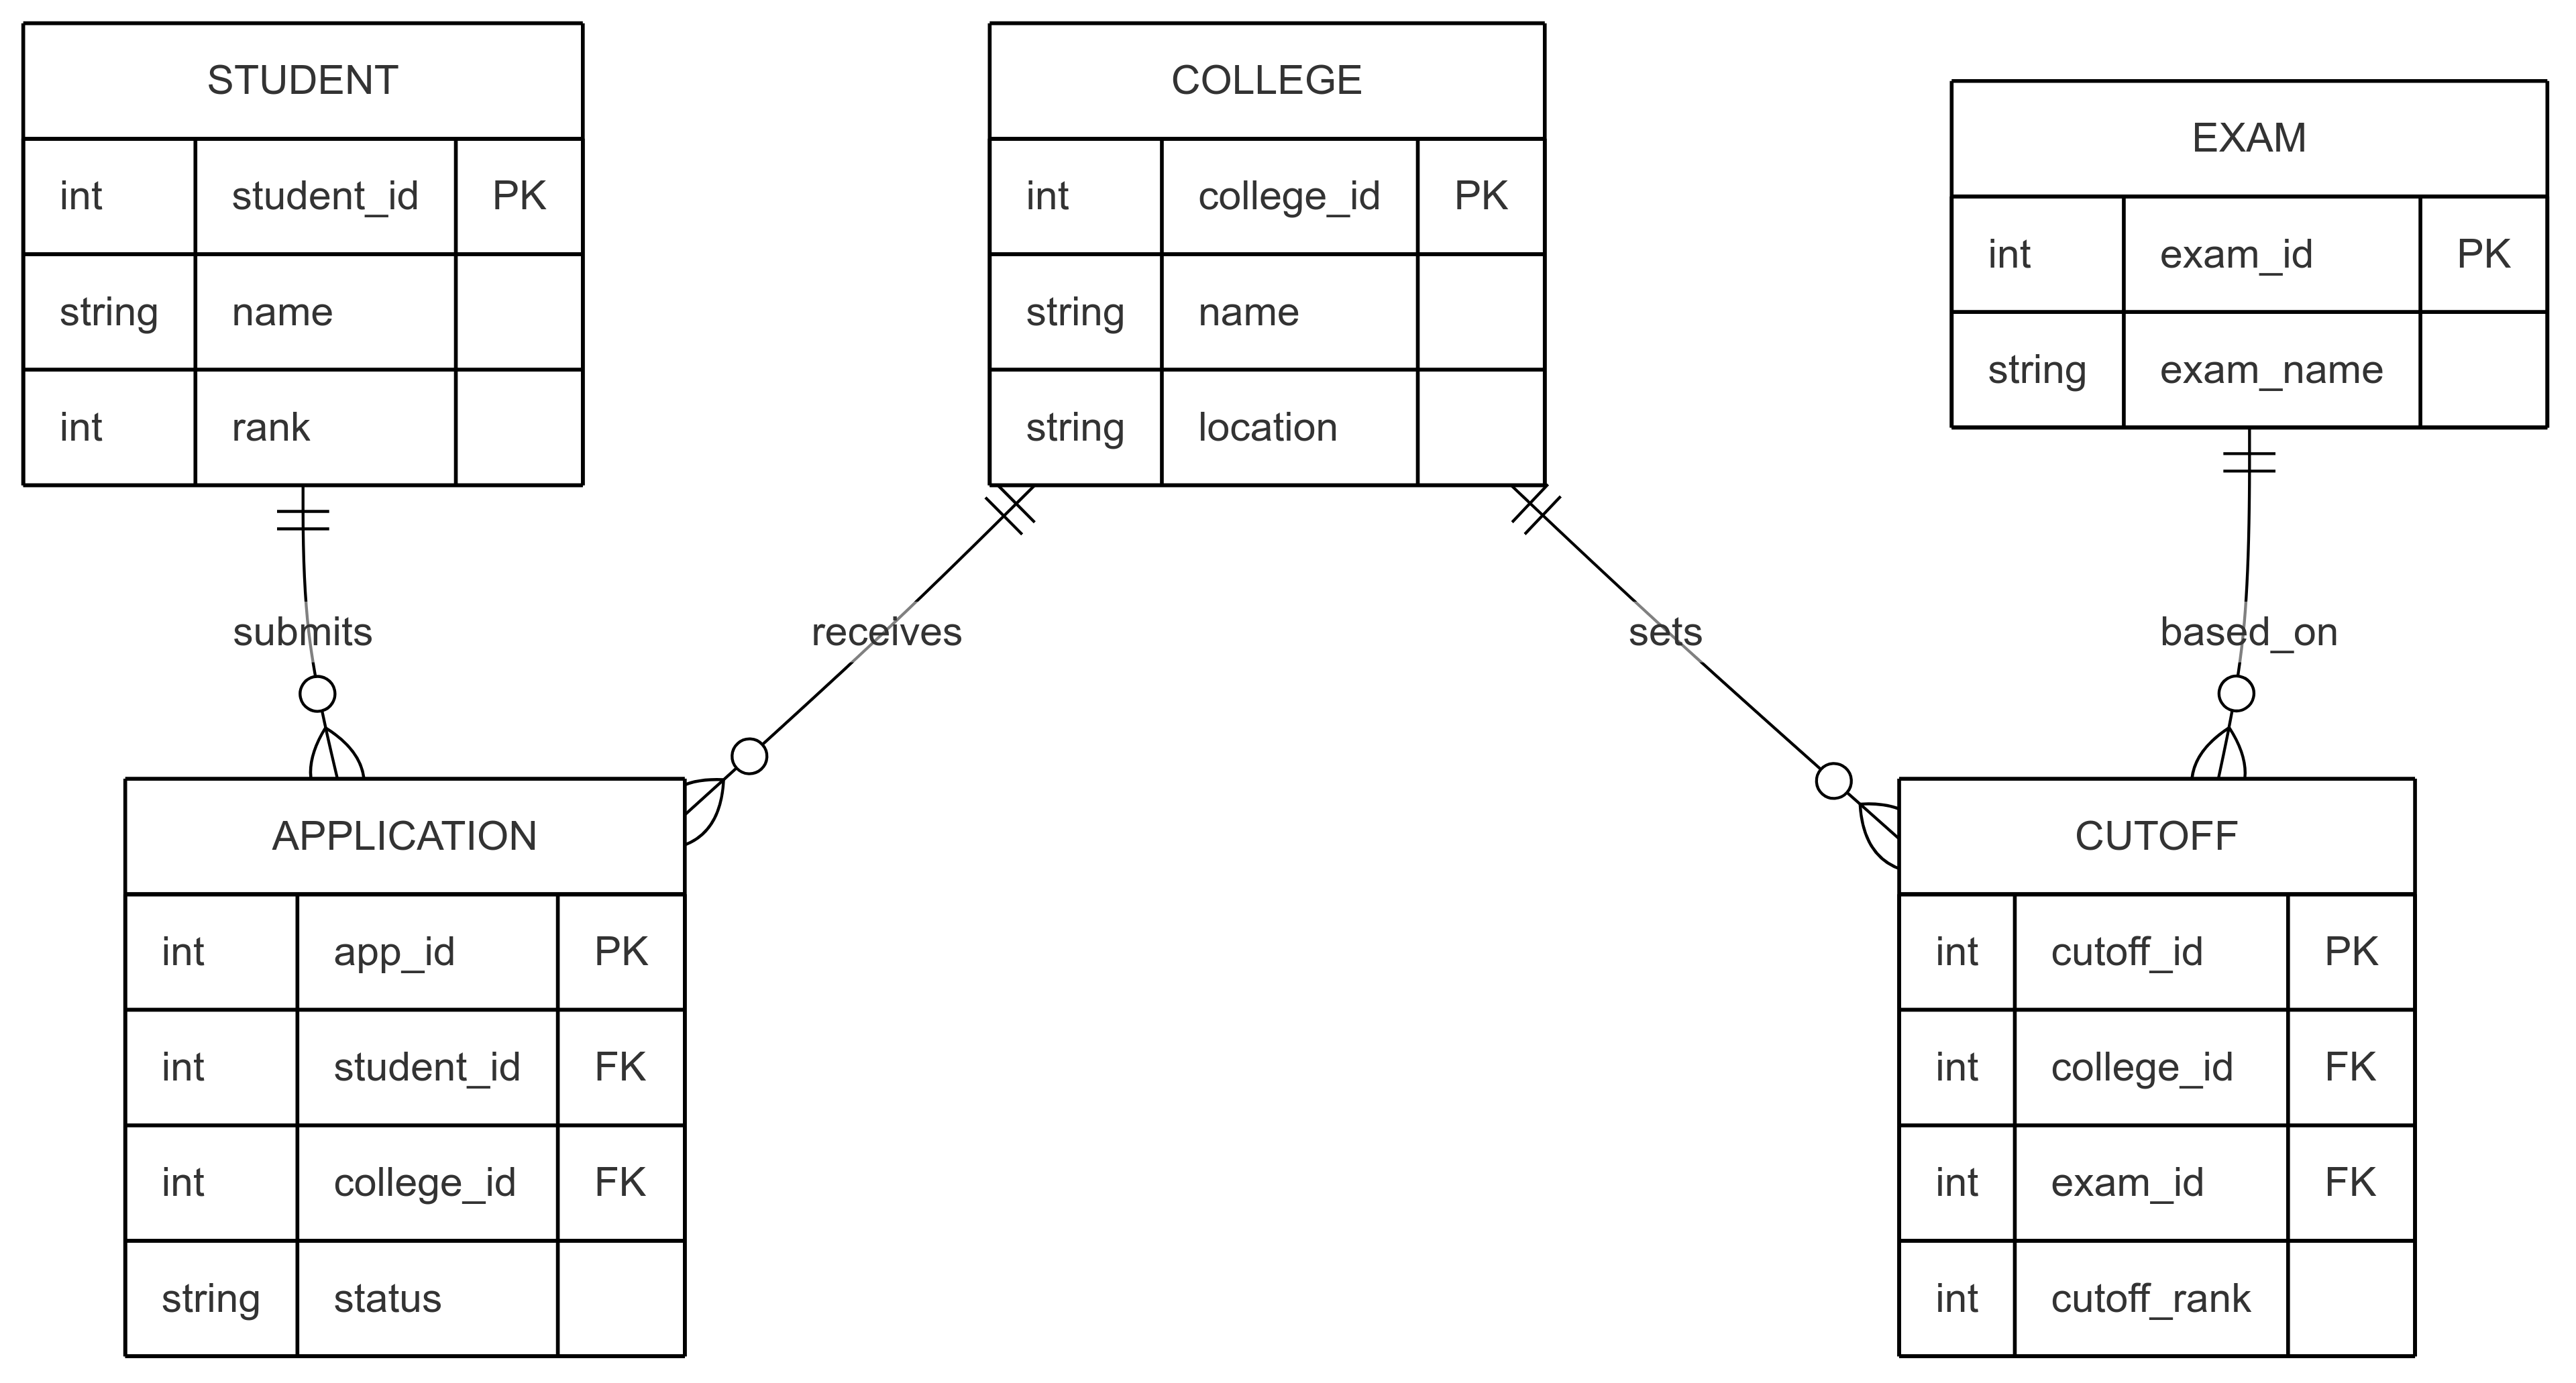 STUDENT
int student_id PK
string name
int rank
COLLEGE
int college_id PK
string name
string location
EXAM
int exam_id PK
string exam_name
submits
receives
sets
based_on
APPLICATION
int app_id PK
int student_id FK
int college_id FK
string status
CUTOFF
int cutoff_id PK
int college_id FK
int exam_id FK
int cutoff_rank